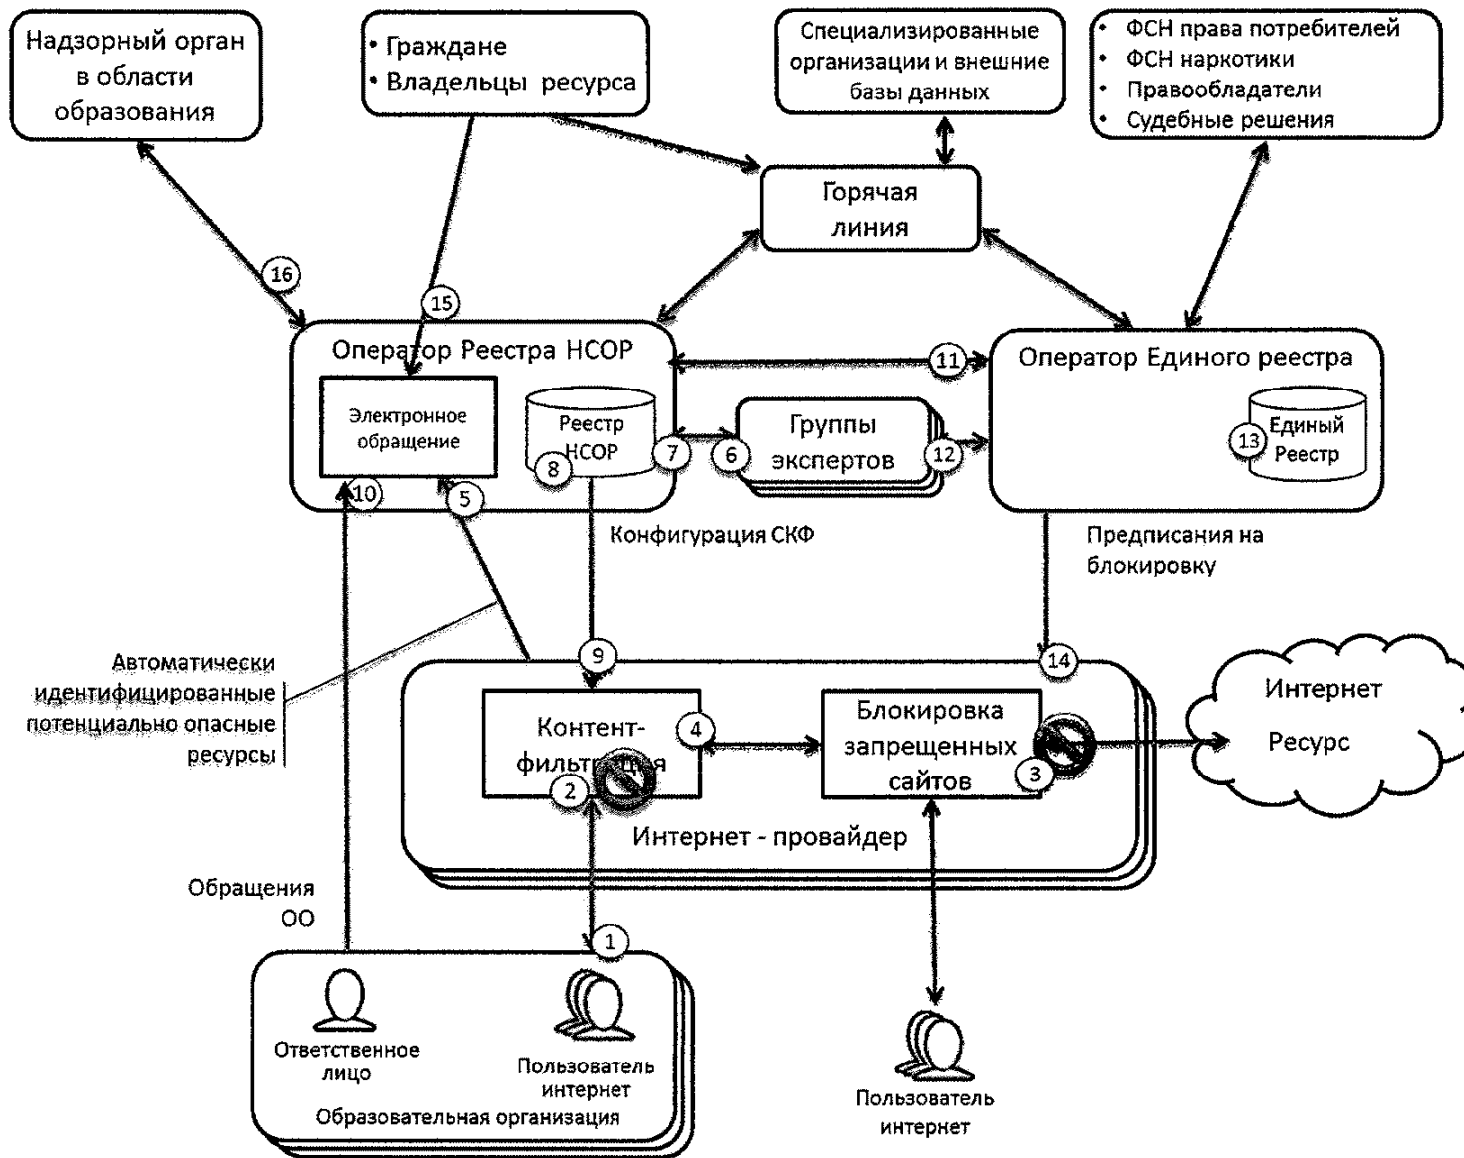 Надзорный орган
в области
образования
• Граждане
• Владельцы ресурса
Специализированные
организации и внешние
базы данных
• ФСН права потребителей
• ФСН наркотики
• Правообладатели
• Судебные решения
Горячая
линия
16
15
Оператор Реестра НСОР
11
Оператор Единого реестра
Электронное
обращение
Реестр
НСОР
8
7
6
Группы
экспертов
12
13
Единый
Реестр
10
5
Конфигурация СКФ
Предписания на
блокировку
Автоматически
идентифицированные
потенциально опасные
ресурсы
9
14
Контент-
фильтрация
4
2
Блокировка
запрещенных
сайтов
3
Интернет
Ресурс
Интернет - провайдер
Обращения
ОО
1
Ответственное
лицо
Пользователь
интернет
Образовательная организация
Пользователь
интернет